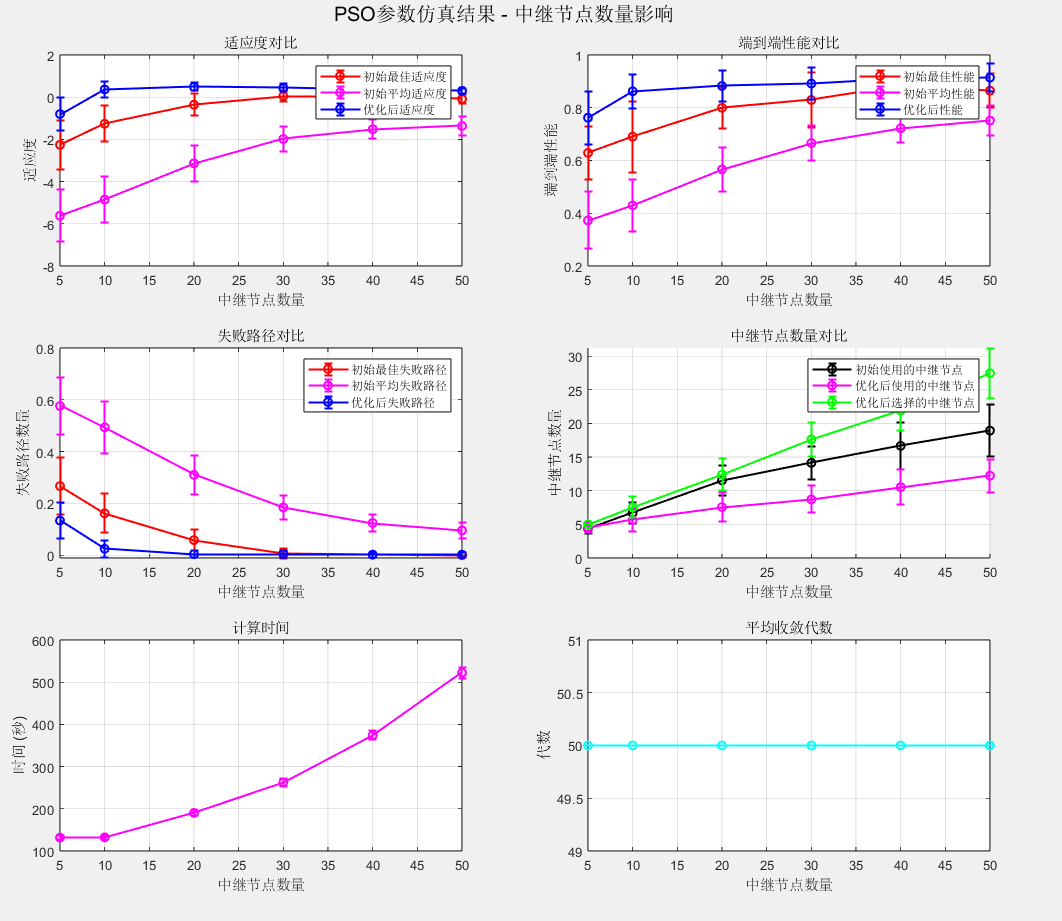 PSO参数仿真结果 - 中继节点数量影响
适应度对比
2
0
-2
-4
-6
-8
适应度
初始最佳适应度
初始平均适应度
优化后适应度
5 10 15 20 25 30 35 40 45 50
中继节点数量
端到端性能对比
1
0.8
0.6
0.4
0.2
端到端性能
初始最佳性能
初始平均性能
优化后性能
5 10 15 20 25 30 35 40 45 50
中继节点数量
失败路径对比
0.8
0.6
0.4
0.2
0
失败路径数量
初始最佳失败路径
初始平均失败路径
优化后失败路径
5 10 15 20 25 30 35 40 45 50
中继节点数量
中继节点数量对比
30
25
20
15
10
5
0
中继节点数量
初始使用的中继节点
优化后使用的中继节点
优化后选择的中继节点
5 10 15 20 25 30 35 40 45 50
中继节点数量
计算时间
600
500
400
300
200
100
时间 (秒)
5 10 15 20 25 30 35 40 45 50
中继节点数量
平均收敛代数
51
50.5
50
49.5
49
代数
5 10 15 20 25 30 35 40 45 50
中继节点数量